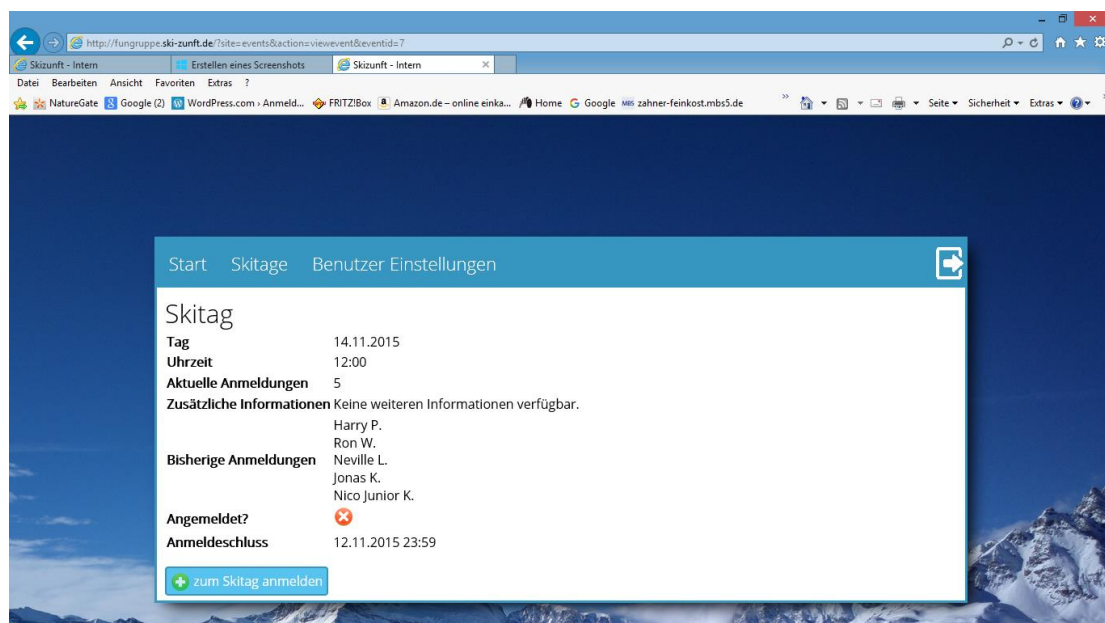 http://fungruppe.ski-zunft.de/?site=events&action=viewevent&eventid=7
Skizunft - Intern Erstellen eines Screenshots Skizunft - Intern
Datei Bearbeiten Ansicht Favoriten Extras ?
NatureGate Google (2) WordPress.com › Anmeld... FRITZ!Box Amazon.de – online einka... Home Google MBS zahner-feinkost.mbs5.de » Seite Sicherheit Extras
Start Skitage Benutzer Einstellungen
Skitag
Tag 14.11.2015
Uhrzeit 12:00
Aktuelle Anmeldungen 5
Zusätzliche Informationen Keine weiteren Informationen verfügbar.
Harry P.
Ron W.
Bisherige Anmeldungen Neville L.
Jonas K.
Nico Junior K.
Angemeldet?
Anmeldeschluss 12.11.2015 23:59
zum Skitag anmelden